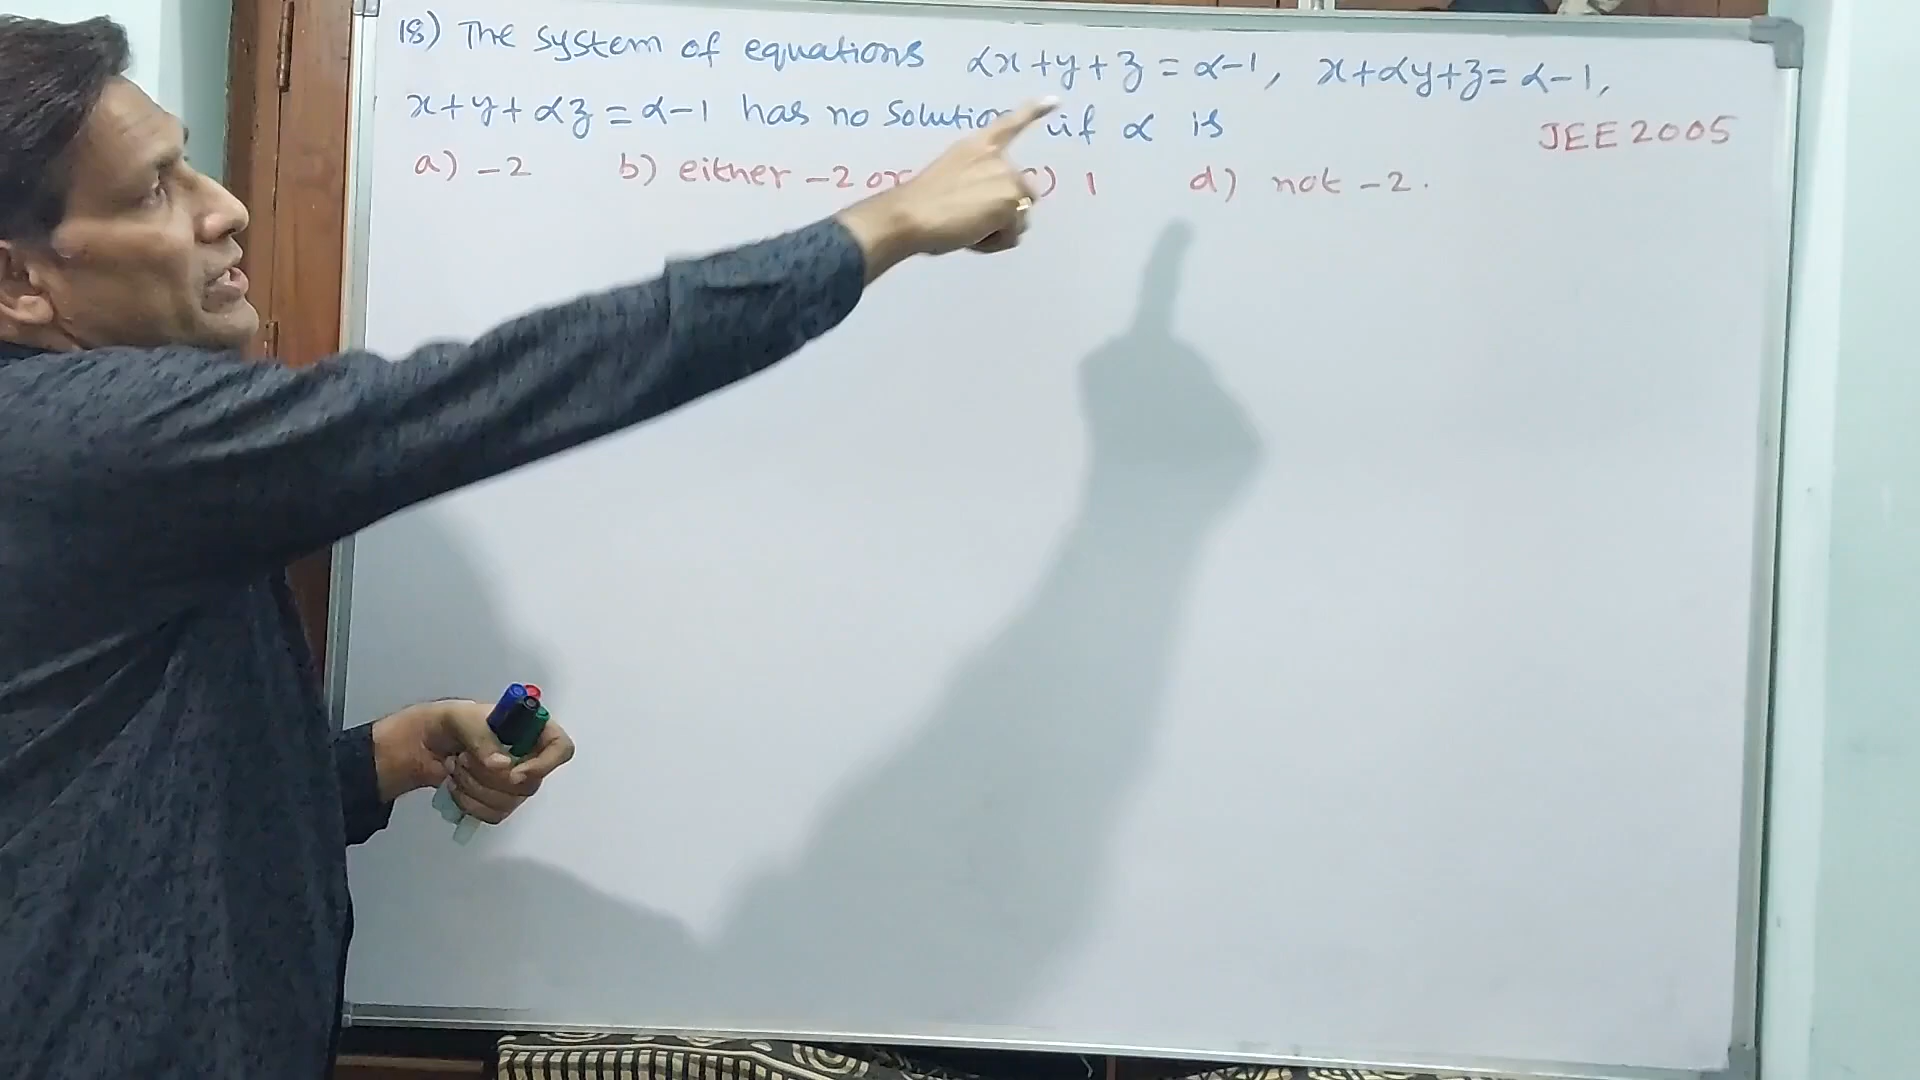 18) The system of equations αx+y+z = α-1, x+αy+z = α-1,
x+y+αz = α-1 has no solution if α is
JEE 2005
a) -2 b) either -2 or c) 1 d) not -2.